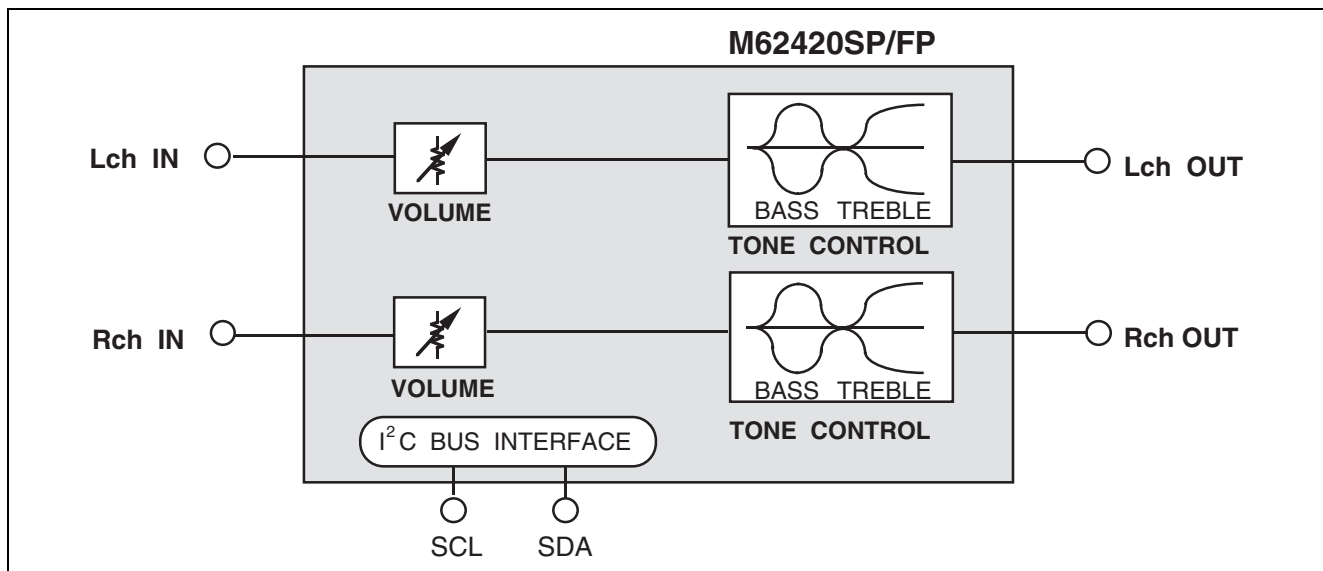 M62420SP/FP
Lch IN
VOLUME
BASS TREBLE
TONE CONTROL
Lch OUT
Rch IN
VOLUME
BASS TREBLE
TONE CONTROL
Rch OUT
I²C BUS INTERFACE
SCL SDA